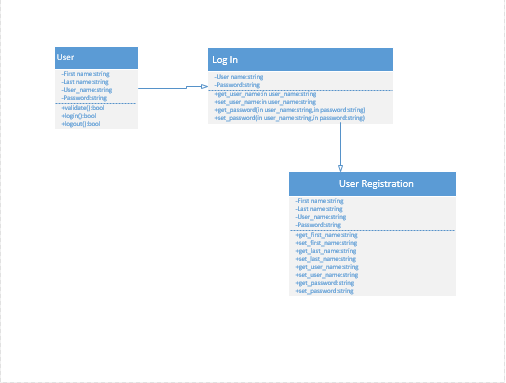 User
-First name:string
-Last name:string
-User_name:string
-Password:string
+validate():bool
+login():bool
+logout():bool
Log In
-User name:string
-Password:string
+get_user_name:in user_name:string
+set_user_name:in user_name:string
+get_password(in user_name:string,in password:string)
+set_password(in user_name:string,in password:string)
User Registration
-First name:string
-Last name:string
-User_name:string
-Password:string
+get_first_name:string
+set_first_name:string
+get_last_name:string
+set_last_name:string
+get_user_name:string
+set_user_name:string
+get_password:string
+set_password:string